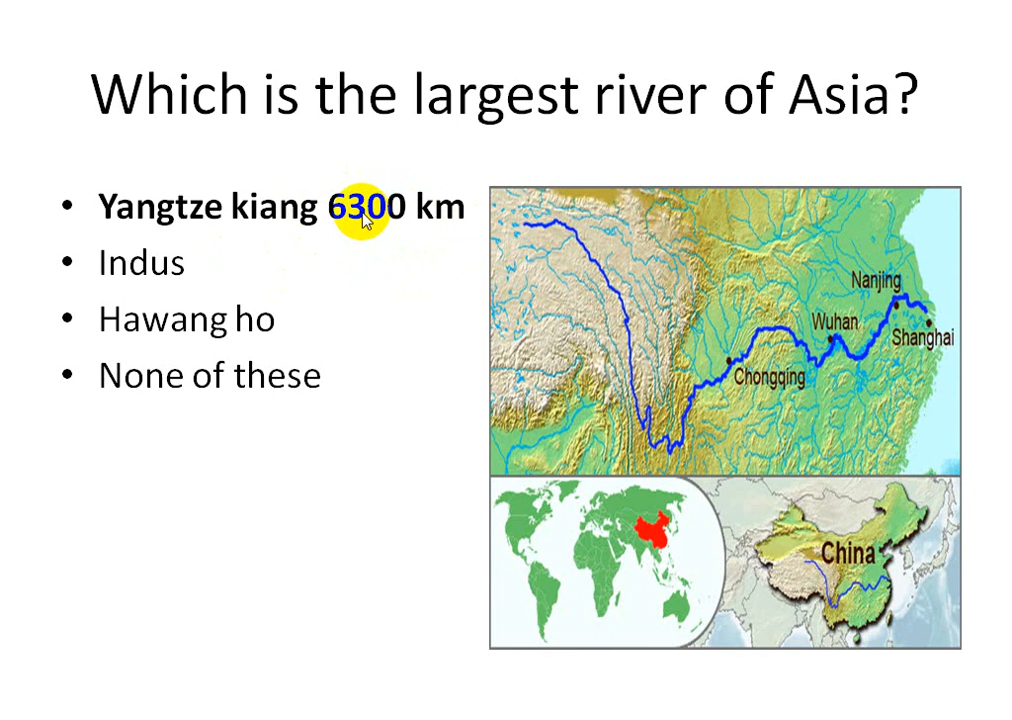 Which is the largest river of Asia?
• Yangtze kiang 6300 km
• Indus
• Hawang ho
• None of these
Nanjing
Wuhan
Shanghai
Chongqing
China